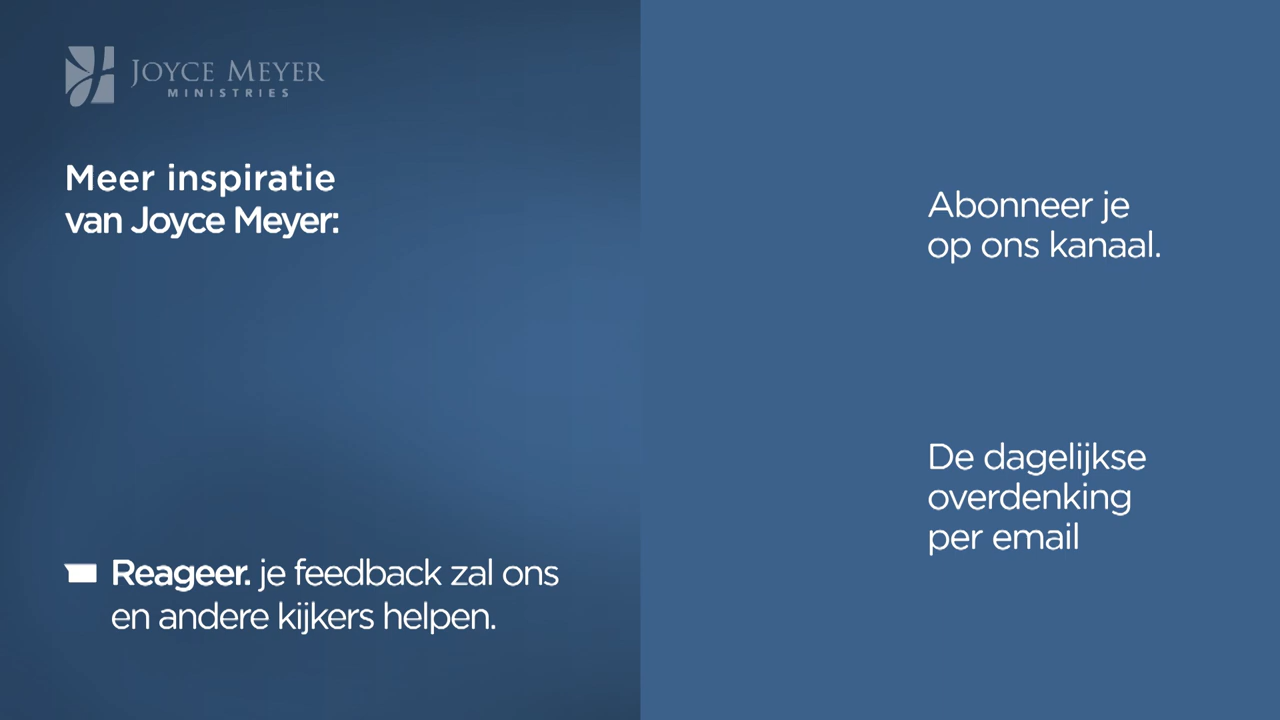 JOYCE MEYER
MINISTRIES
Meer inspiratie
van Joyce Meyer:
Abonneer je
op ons kanaal.
De dagelijkse
overdenking
per email
Reageer. je feedback zal ons
en andere kijkers helpen.